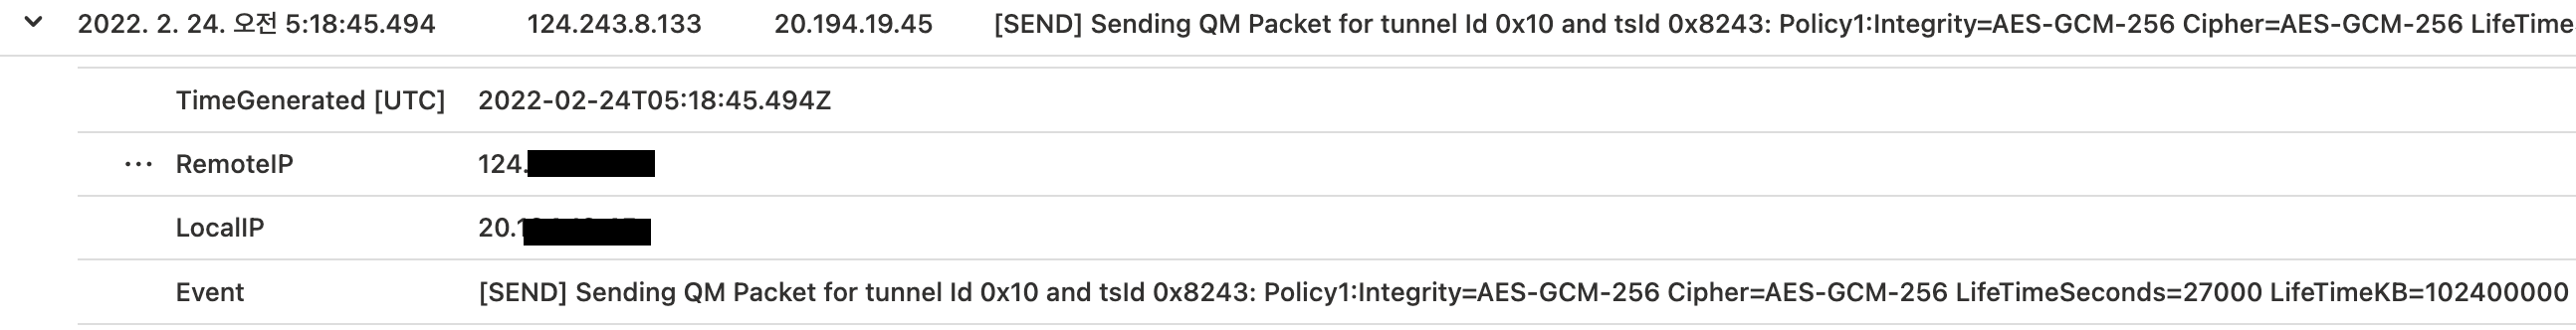 2022. 2. 24. 오전 5:18:45.494 124.243.8.133 20.194.19.45 [SEND] Sending QM Packet for tunnel Id 0x10 and tsId 0x8243: Policy1:Integrity=AES-GCM-256 Cipher=AES-GCM-256 LifeTime
TimeGenerated [UTC] 2022-02-24T05:18:45.494Z
··· RemoteIP 124.
LocalIP 20.
Event [SEND] Sending QM Packet for tunnel Id 0x10 and tsId 0x8243: Policy1:Integrity=AES-GCM-256 Cipher=AES-GCM-256 LifeTimeSeconds=27000 LifeTimeKB=102400000